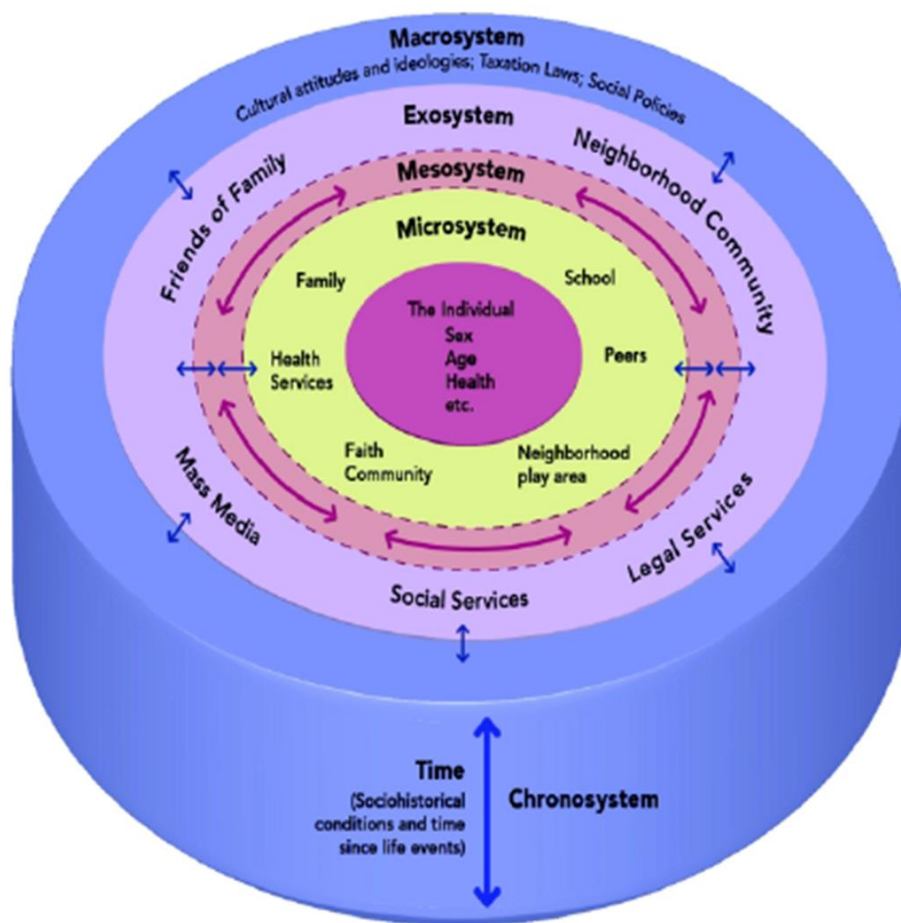 Macrosystem
Cultural attitudes and ideologies; Taxation Laws; Social Policies
Exosystem
Friends of Family
Neighborhood Community
Mesosystem
Microsystem
Family
School
The Individual
Sex
Age
Health
etc.
Health
Services
Peers
Faith
Community
Neighborhood
play area
Mass Media
Legal Services
Social Services
Time
(Sociohistorical
conditions and time
since life events)
Chronosystem